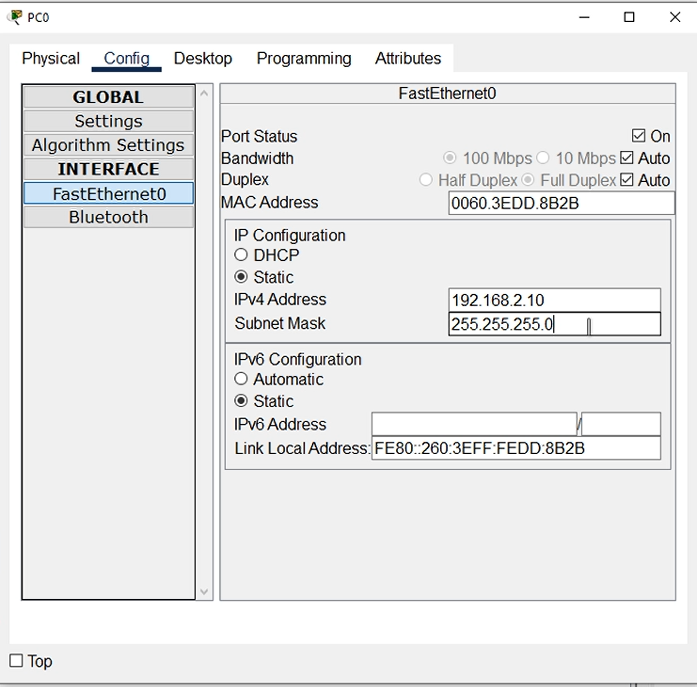 PC0
Physical Config Desktop Programming Attributes
GLOBAL
Settings
Algorithm Settings
INTERFACE
FastEthernet0
Bluetooth
FastEthernet0
Port Status On
Bandwidth 100 Mbps 10 Mbps Auto
Duplex Half Duplex Full Duplex Auto
MAC Address 0060.3EDD.8B2B
IP Configuration
DHCP
Static
IPv4 Address 192.168.2.10
Subnet Mask 255.255.255.0
IPv6 Configuration
Automatic
Static
IPv6 Address /
Link Local Address: FE80::260:3EFF:FEDD:8B2B
Top